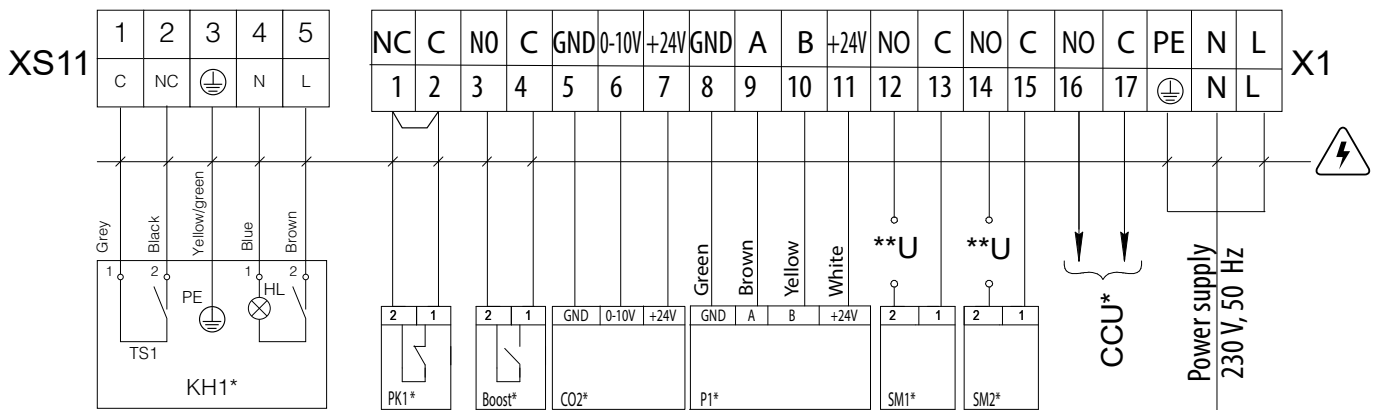 XS11
1 2 3 4 5
C NC N L
X1
NC C NO C GND 0-10V +24V GND A B +24V NO C NO C NO C PE N L
1 2 3 4 5 6 7 8 9 10 11 12 13 14 15 16 17 N L
Grey
Black
Yellow/green
Blue
Brown
1 2 1 2
PE
HL
TS1
KH1*
Green
Brown
Yellow
White
**U
**U
CCU*
Power supply
230 V, 50 Hz
2 1
PK1*
2 1
Boost*
GND 0-10V +24V
CO2*
GND A B +24V
P1*
2 1
SM1*
2 1
SM2*